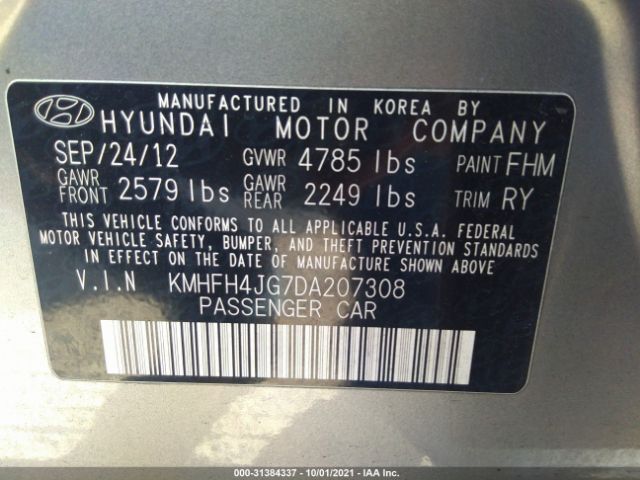 MANUFACTURED IN KOREA BY
HYUNDAI MOTOR COMPANY
SEP/24/12 GVWR 4785 lbs PAINT FHM
GAWR FRONT 2579 lbs GAWR REAR 2249 lbs TRIM RY
THIS VEHICLE CONFORMS TO ALL APPLICABLE U.S.A. FEDERAL
MOTOR VEHICLE SAFETY, BUMPER, AND THEFT PREVENTION STANDARDS
IN EFFECT ON THE DATE OF MANUFACTURE SHOWN ABOVE
V.I.N KMHFH4JG7DA207308
PASSENGER CAR
000-31384337 - 10/01/2021 - IAA Inc.